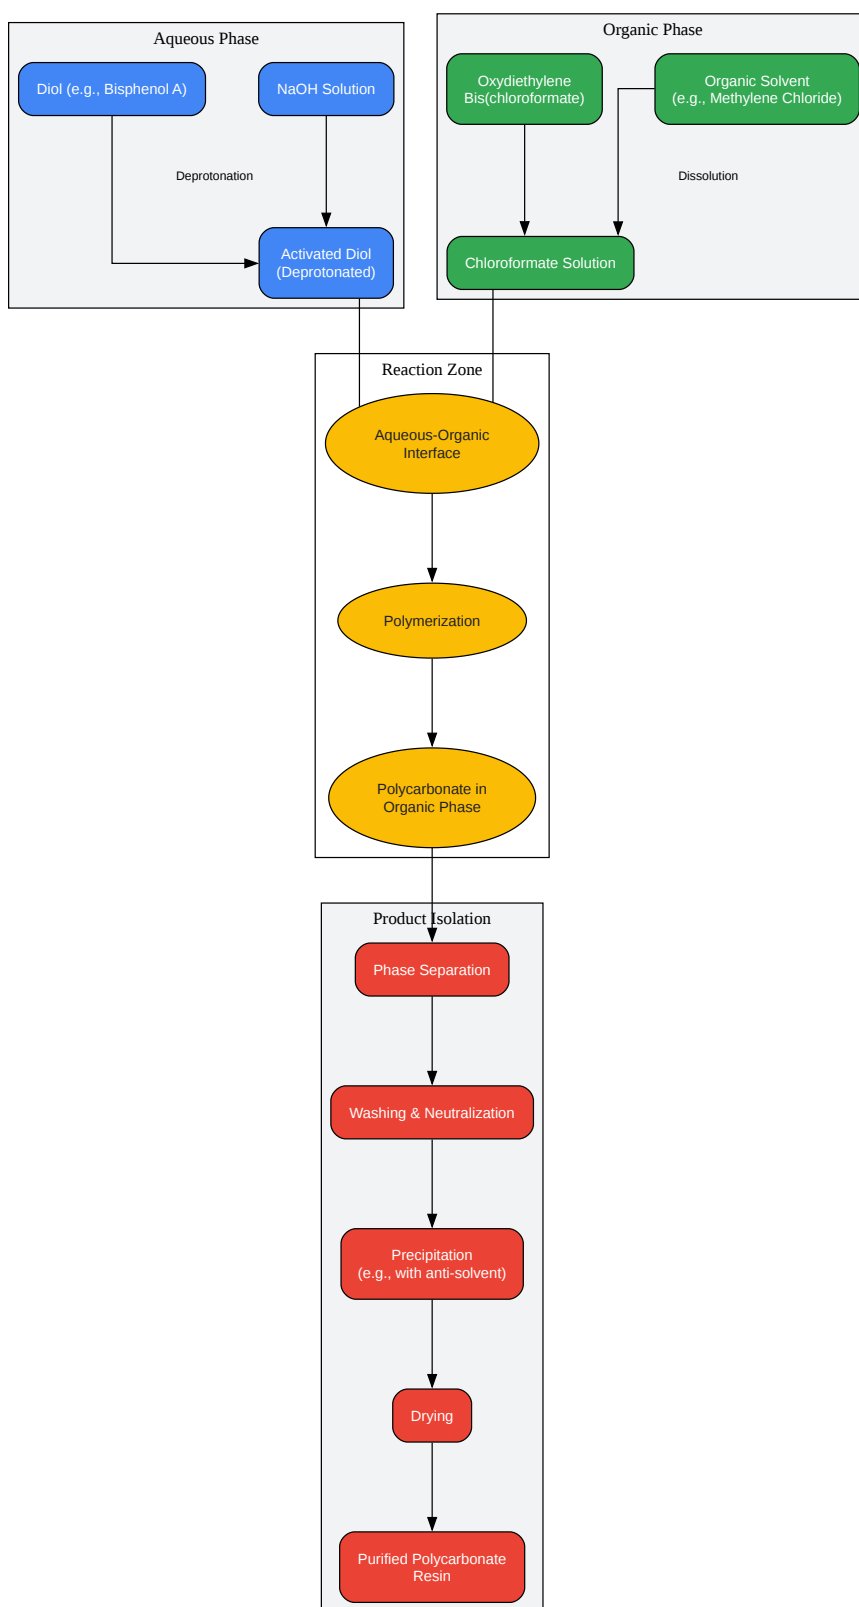 Aqueous Phase
Diol (e.g., Bisphenol A)
NaOH Solution
Deprotonation
Activated Diol
(Deprotonated)
Organic Phase
Oxydiethylene
Bis(chloroformate)
Organic Solvent
(e.g., Methylene Chloride)
Dissolution
Chloroformate Solution
Reaction Zone
Aqueous-Organic
Interface
Polymerization
Polycarbonate in
Organic Phase
Product Isolation
Phase Separation
Washing & Neutralization
Precipitation
(e.g., with anti-solvent)
Drying
Purified Polycarbonate
Resin